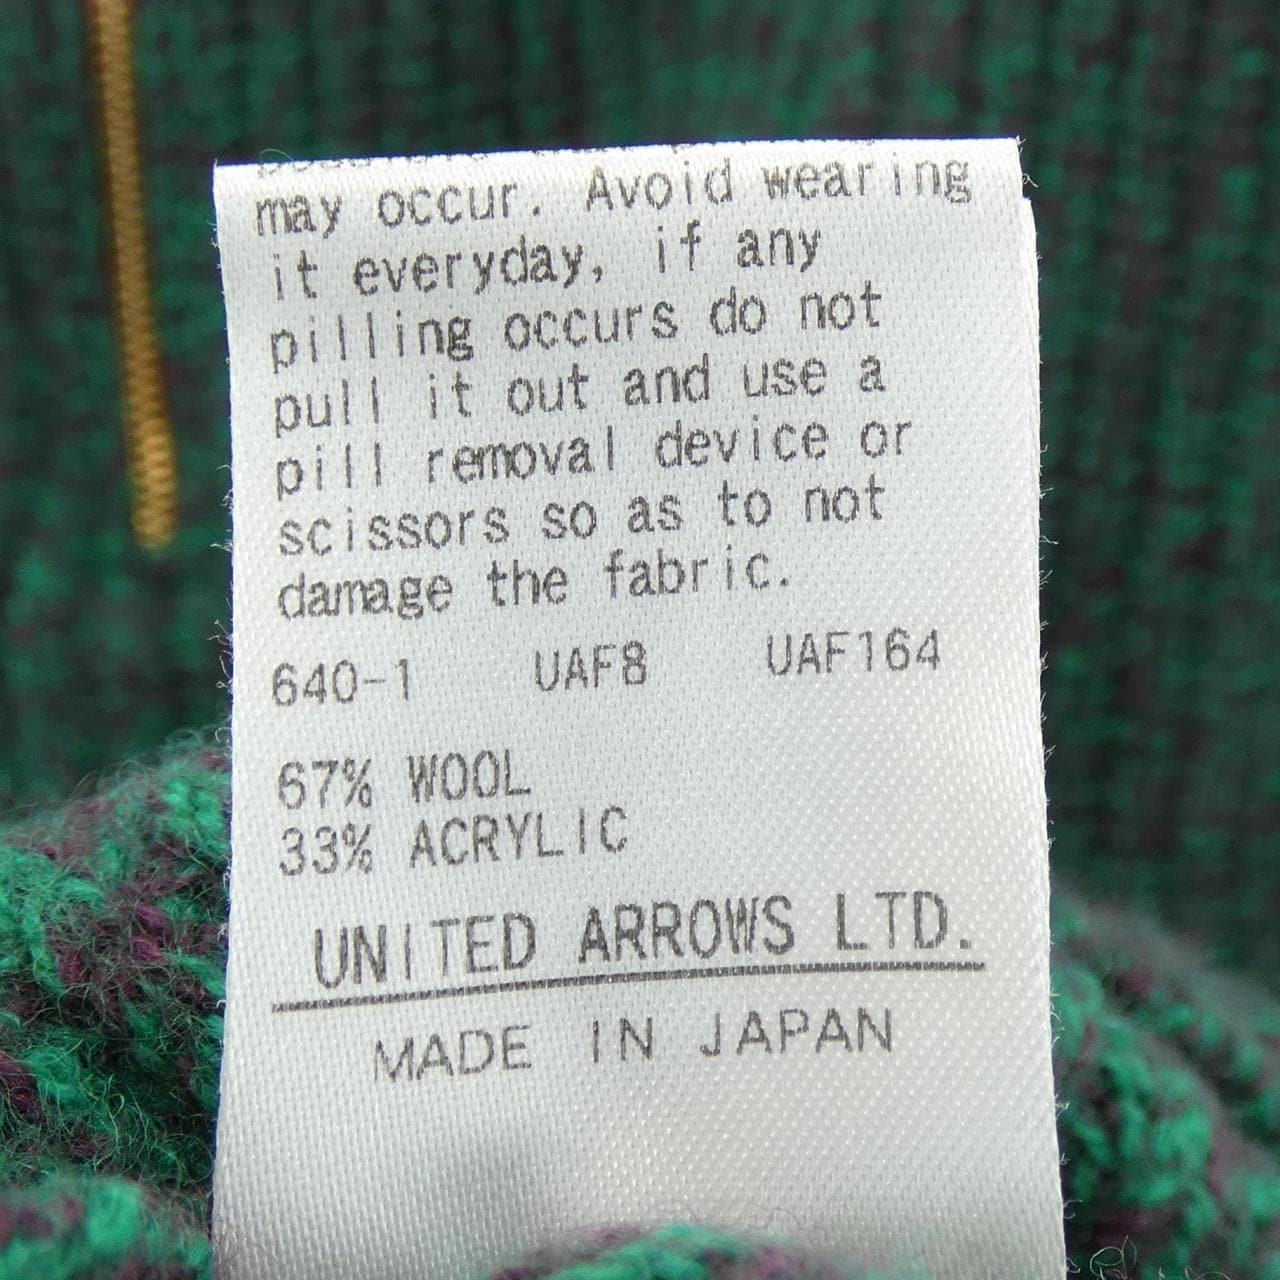 may occur. Avoid wearing
it everyday, if any
pilling occurs do not
pull it out and use a
pill removal device or
scissors so as to not
damage the fabric.
640-1 UAF8 UAF164
67% WOOL
33% ACRYLIC
UNITED ARROWS LTD.
MADE IN JAPAN